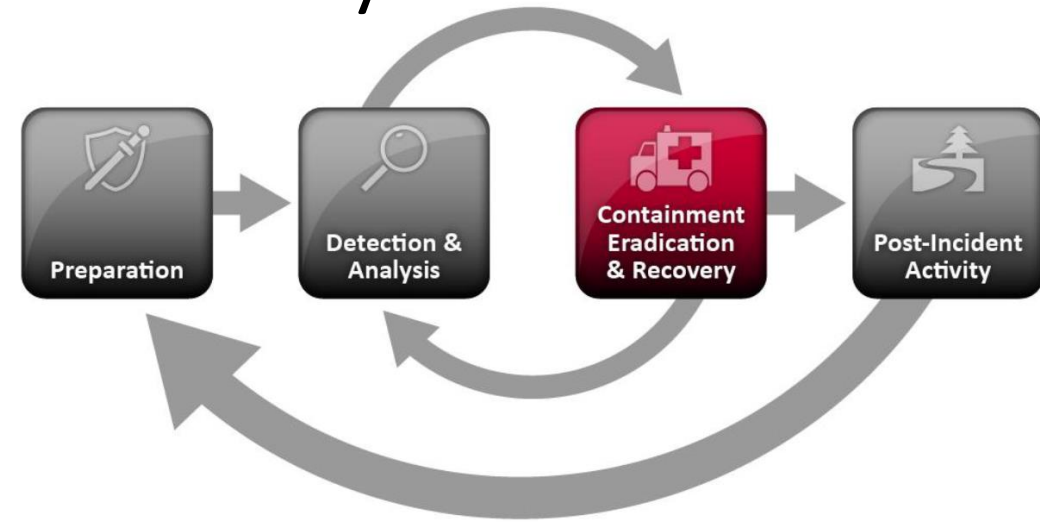 Preparation
Detection &
Analysis
Containment
Eradication
& Recovery
Post-Incident
Activity